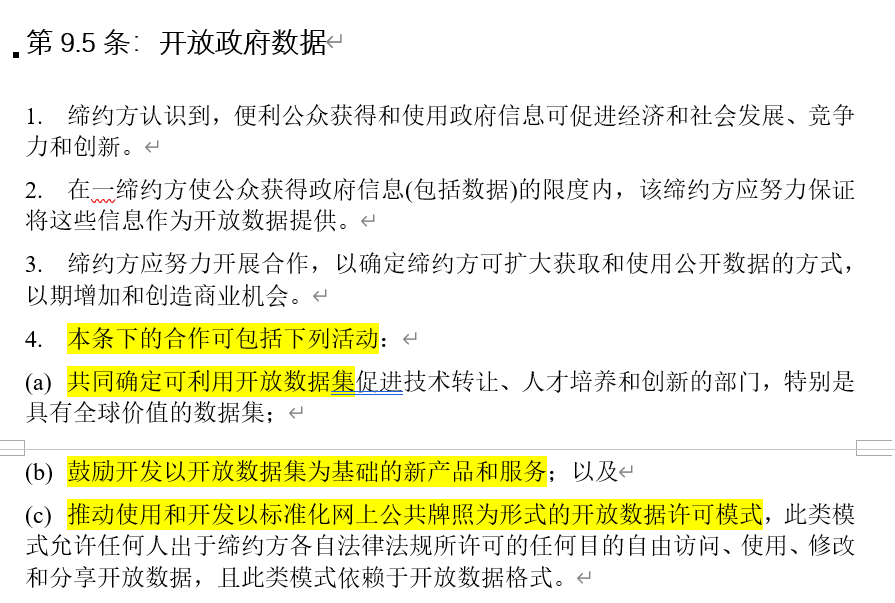 第 9.5 条：开放政府数据
1. 缔约方认识到，便利公众获得和使用政府信息可促进经济和社会发展、竞争
力和创新。
2. 在一缔约方使公众获得政府信息(包括数据)的限度内，该缔约方应努力保证
将这些信息作为开放数据提供。
3. 缔约方应努力开展合作，以确定缔约方可扩大获取和使用公开数据的方式，
以期增加和创造商业机会。
4. 本条下的合作可包括下列活动：
(a) 共同确定可利用开放数据集促进技术转让、人才培养和创新的部门，特别是
具有全球价值的数据集；
(b) 鼓励开发以开放数据集为基础的新产品和服务；以及
(c) 推动使用和开发以标准化网上公共牌照为形式的开放数据许可模式，此类模
式允许任何人出于缔约方各自法律法规所许可的任何目的自由访问、使用、修改
和分享开放数据，且此类模式依赖于开放数据格式。